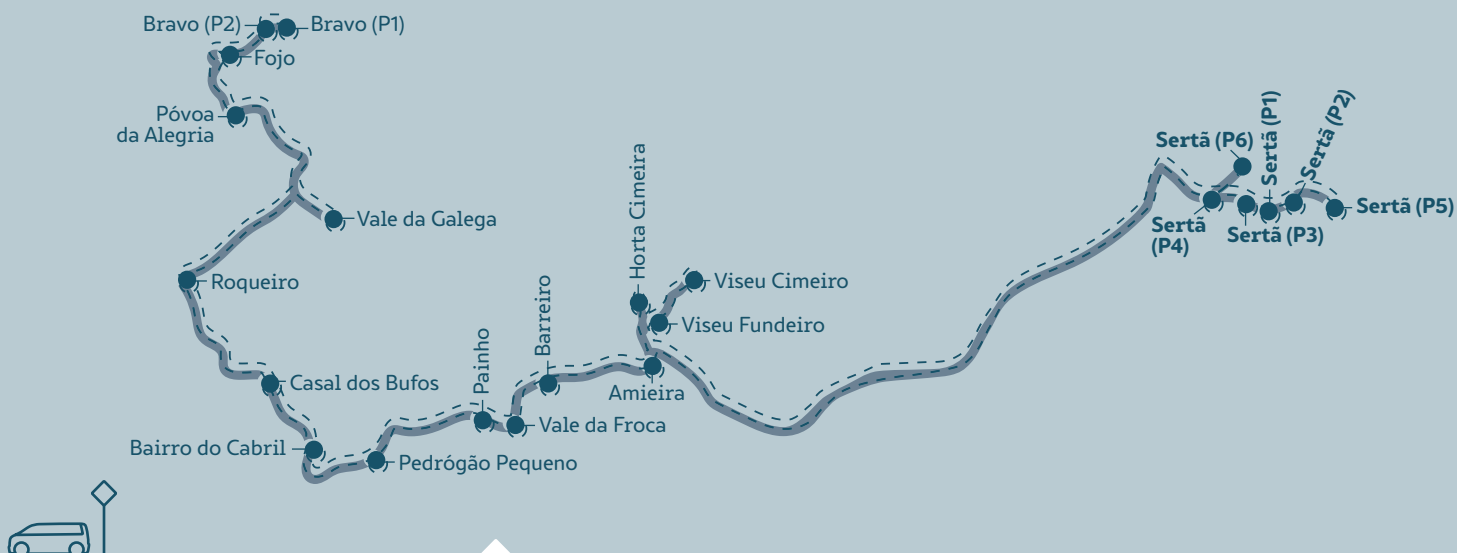 Bravo (P2)
Bravo (P1)
Fojo
Póvoa
da Alegria
Vale da Galega
Roqueiro
Casal dos Bufos
Bairro do Cabril
Pedrógão Pequeno
Painho
Vale da Froca
Barreiro
Amieira
Horta Cimeira
Viseu Cimeiro
Viseu Fundeiro
Sertã (P6)
Sertã
(P4)
Sertã (P3)
Sertã (P1)
Sertã (P2)
Sertã (P5)